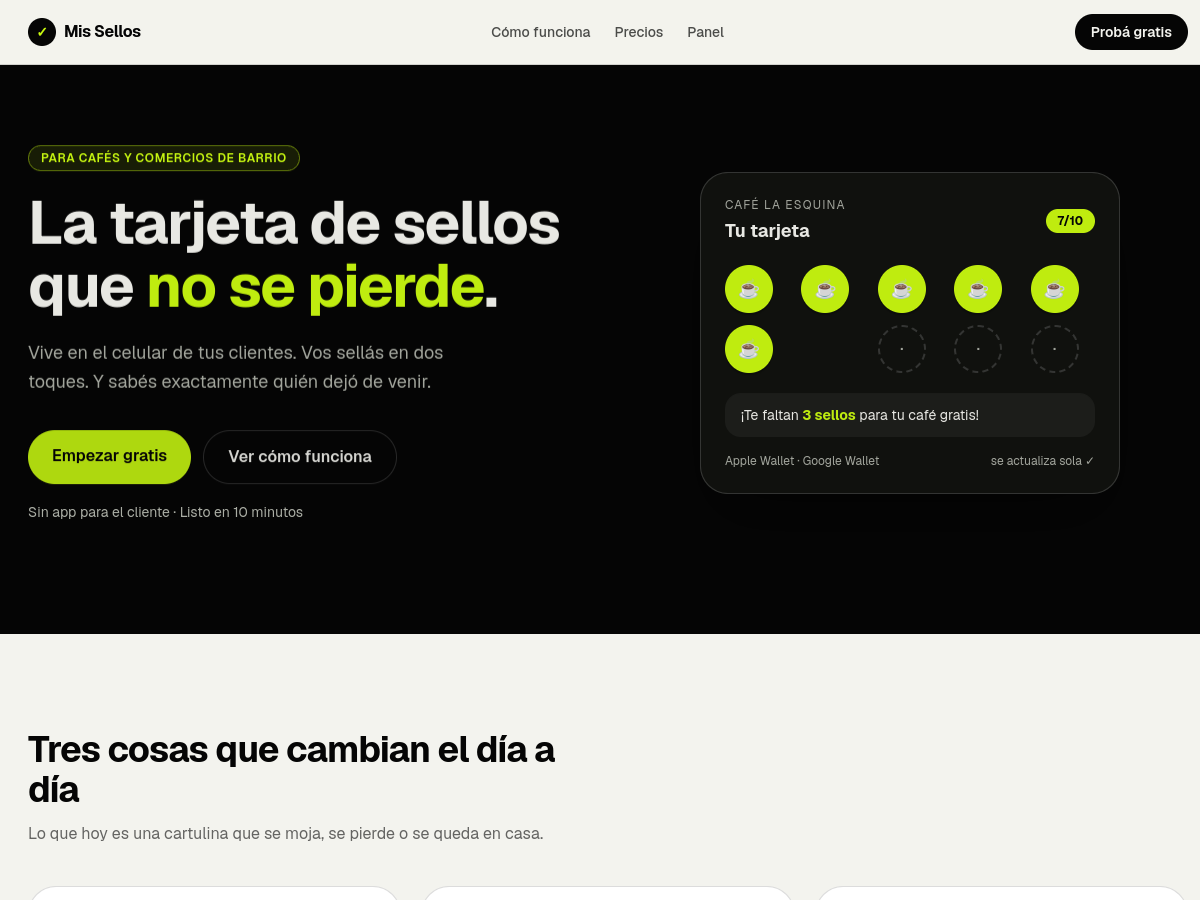 ✓ Mis Sellos
Cómo funciona
Precios
Panel
Probá gratis
PARA CAFÉS Y COMERCIOS DE BARRIO
La tarjeta de sellos
que no se pierde.
Vive en el celular de tus clientes. Vos sellás en dos
toques. Y sabés exactamente quién dejó de venir.
Empezar gratis
Ver cómo funciona
Sin app para el cliente · Listo en 10 minutos
CAFÉ LA ESQUINA
Tu tarjeta
7/10
¡Te faltan 3 sellos para tu café gratis!
Apple Wallet · Google Wallet
se actualiza sola ✓
Tres cosas que cambian el día a
día
Lo que hoy es una cartulina que se moja, se pierde o se queda en casa.